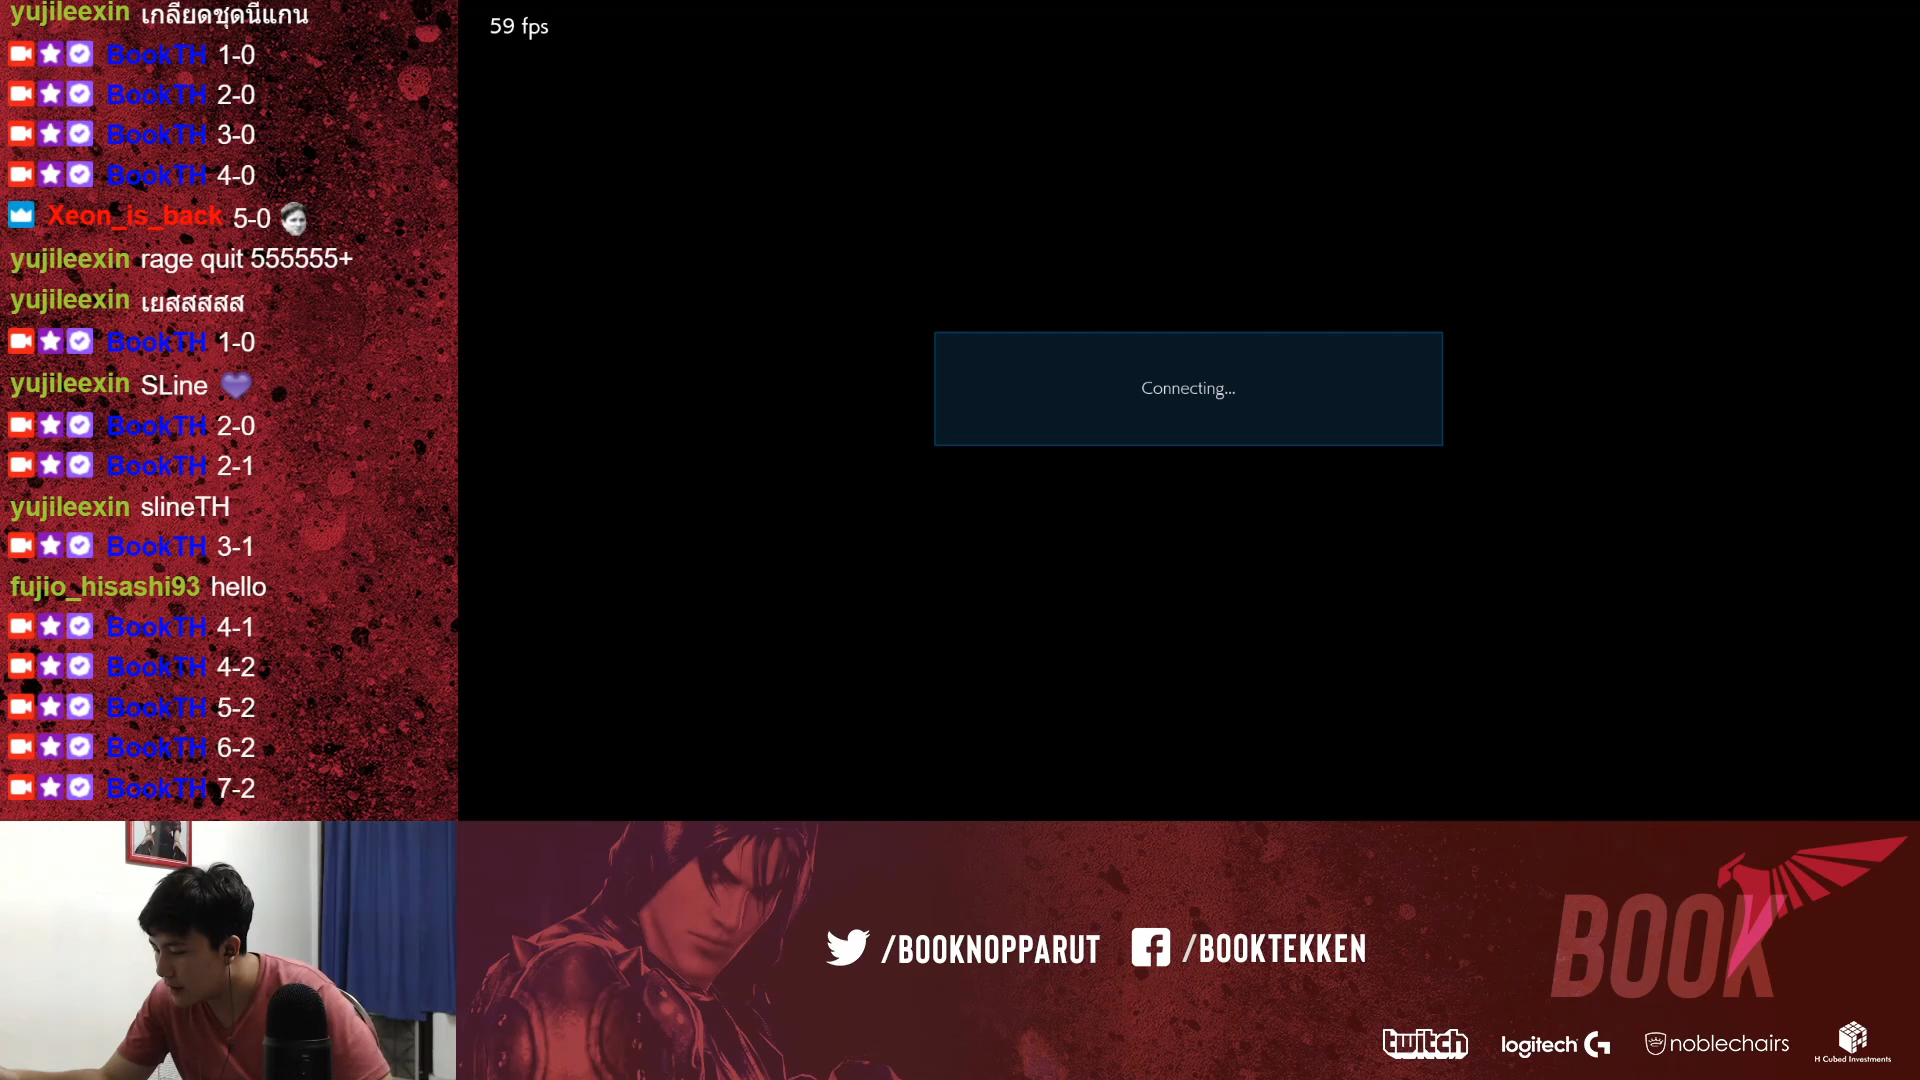 yujileexin เกลียดชุดนี้แกน
BookTH 1-0
BookTH 2-0
BookTH 3-0
BookTH 4-0
Xeon_is_back 5-0
yujileexin rage quit 555555+
yujileexin เยสสสสส
BookTH 1-0
yujileexin SLine
BookTH 2-0
BookTH 2-1
yujileexin slineTH
BookTH 3-1
fujio_hisashi93 hello
BookTH 4-1
BookTH 4-2
BookTH 5-2
BookTH 6-2
BookTH 7-2
59 fps
Connecting...
/BOOKNOPPARUT
/BOOKTEKKEN
BOOK
twitch
logitech G
noblechairs
H Cubed Investments